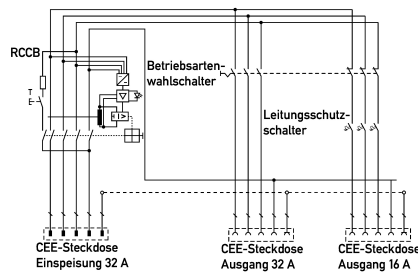 RCCB
Betriebsarten-
wahlschalter
Leitungsschutz-
schalter
T
E
CEE-Steckdose
Einspeisung 32 A
CEE-Steckdose
Ausgang 32 A
CEE-Steckdose
Ausgang 16 A